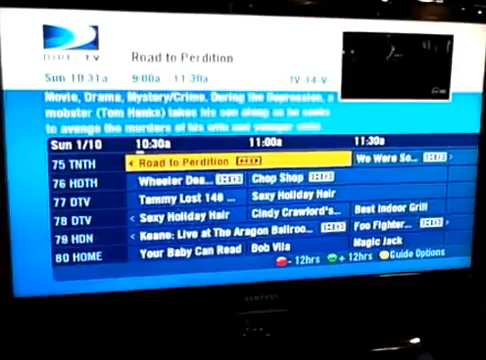 DIRECTV
Road to Perdition
Sun 10:31a 9:00a - 11:30a TV-14-V
Movie, Drama, Mystery/Crime. During the Depression, a
mobster (Tom Hanks) takes his son along as he seeks
to avenge the murders of his wife and younger son.
Sun 1/10 10:30a 11:00a 11:30a
75 TNTH Road to Perdition We Were So...
76 HDTH Wheeler Dea... Chop Shop
77 DTV Tammy Lost 140 ... Sexy Holiday Hair
78 DTV Sexy Holiday Hair Cindy Crawford's... Best Indoor Grill
79 HDN Keane: Live at The Aragon Ballroo... Foo Fighter...
80 HOME Your Baby Can Read Bob Vila Magic Jack
- 12hrs + 12hrs Guide Options